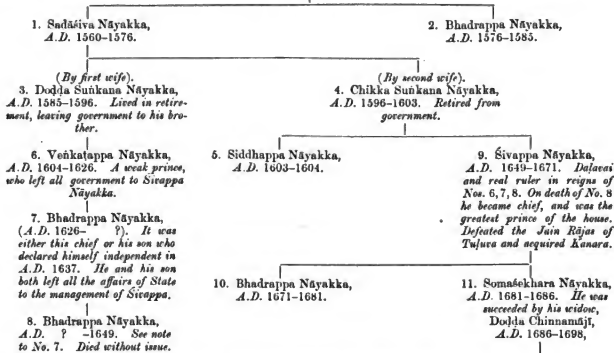 1. Sadāśiva Nāyakka,
A.D. 1560–1576.
2. Bhadrappa Nāyakka,
A.D. 1576–1585.
(By first wife).
3. Doḍḍa Suṅkana Nāyakka,
A.D. 1585–1596. Lived in retire-
ment, leaving government to his bro-
ther.
(By second wife).
4. Chikka Suṅkana Nāyakka,
A.D. 1596–1603. Retired from
government.
6. Veṅkaṭappa Nāyakka,
A.D. 1604–1626. A weak prince,
who left all government to Śivappa
Nāyakka.
5. Siddhappa Nāyakka,
A.D. 1603–1604.
9. Śivappa Nāyakka,
A.D. 1649–1671. Daḷavai
and real ruler in reigns of
Nos. 6, 7, 8. On death of No. 8
he became chief, and was the
greatest prince of the house.
Defeated the Jain Rājas of
Tuḷuva and acquired Kanara.
7. Bhadrappa Nāyakka,
(A.D. 1626– ?). It was
either this chief or his son who
declared himself independent in
A.D. 1637. He and his son
both left all the affairs of State
to the management of Śivappa.
8. Bhadrappa Nāyakka,
A.D. ? –1649. See note
to No. 7. Died without issue.
10. Bhadrappa Nāyakka,
A.D. 1671–1681.
11. Somaśekhara Nāyakka,
A.D. 1681–1686. He was
succeeded by his widow,
Doḍḍa Chinnamājī,
A.D. 1686–1698,